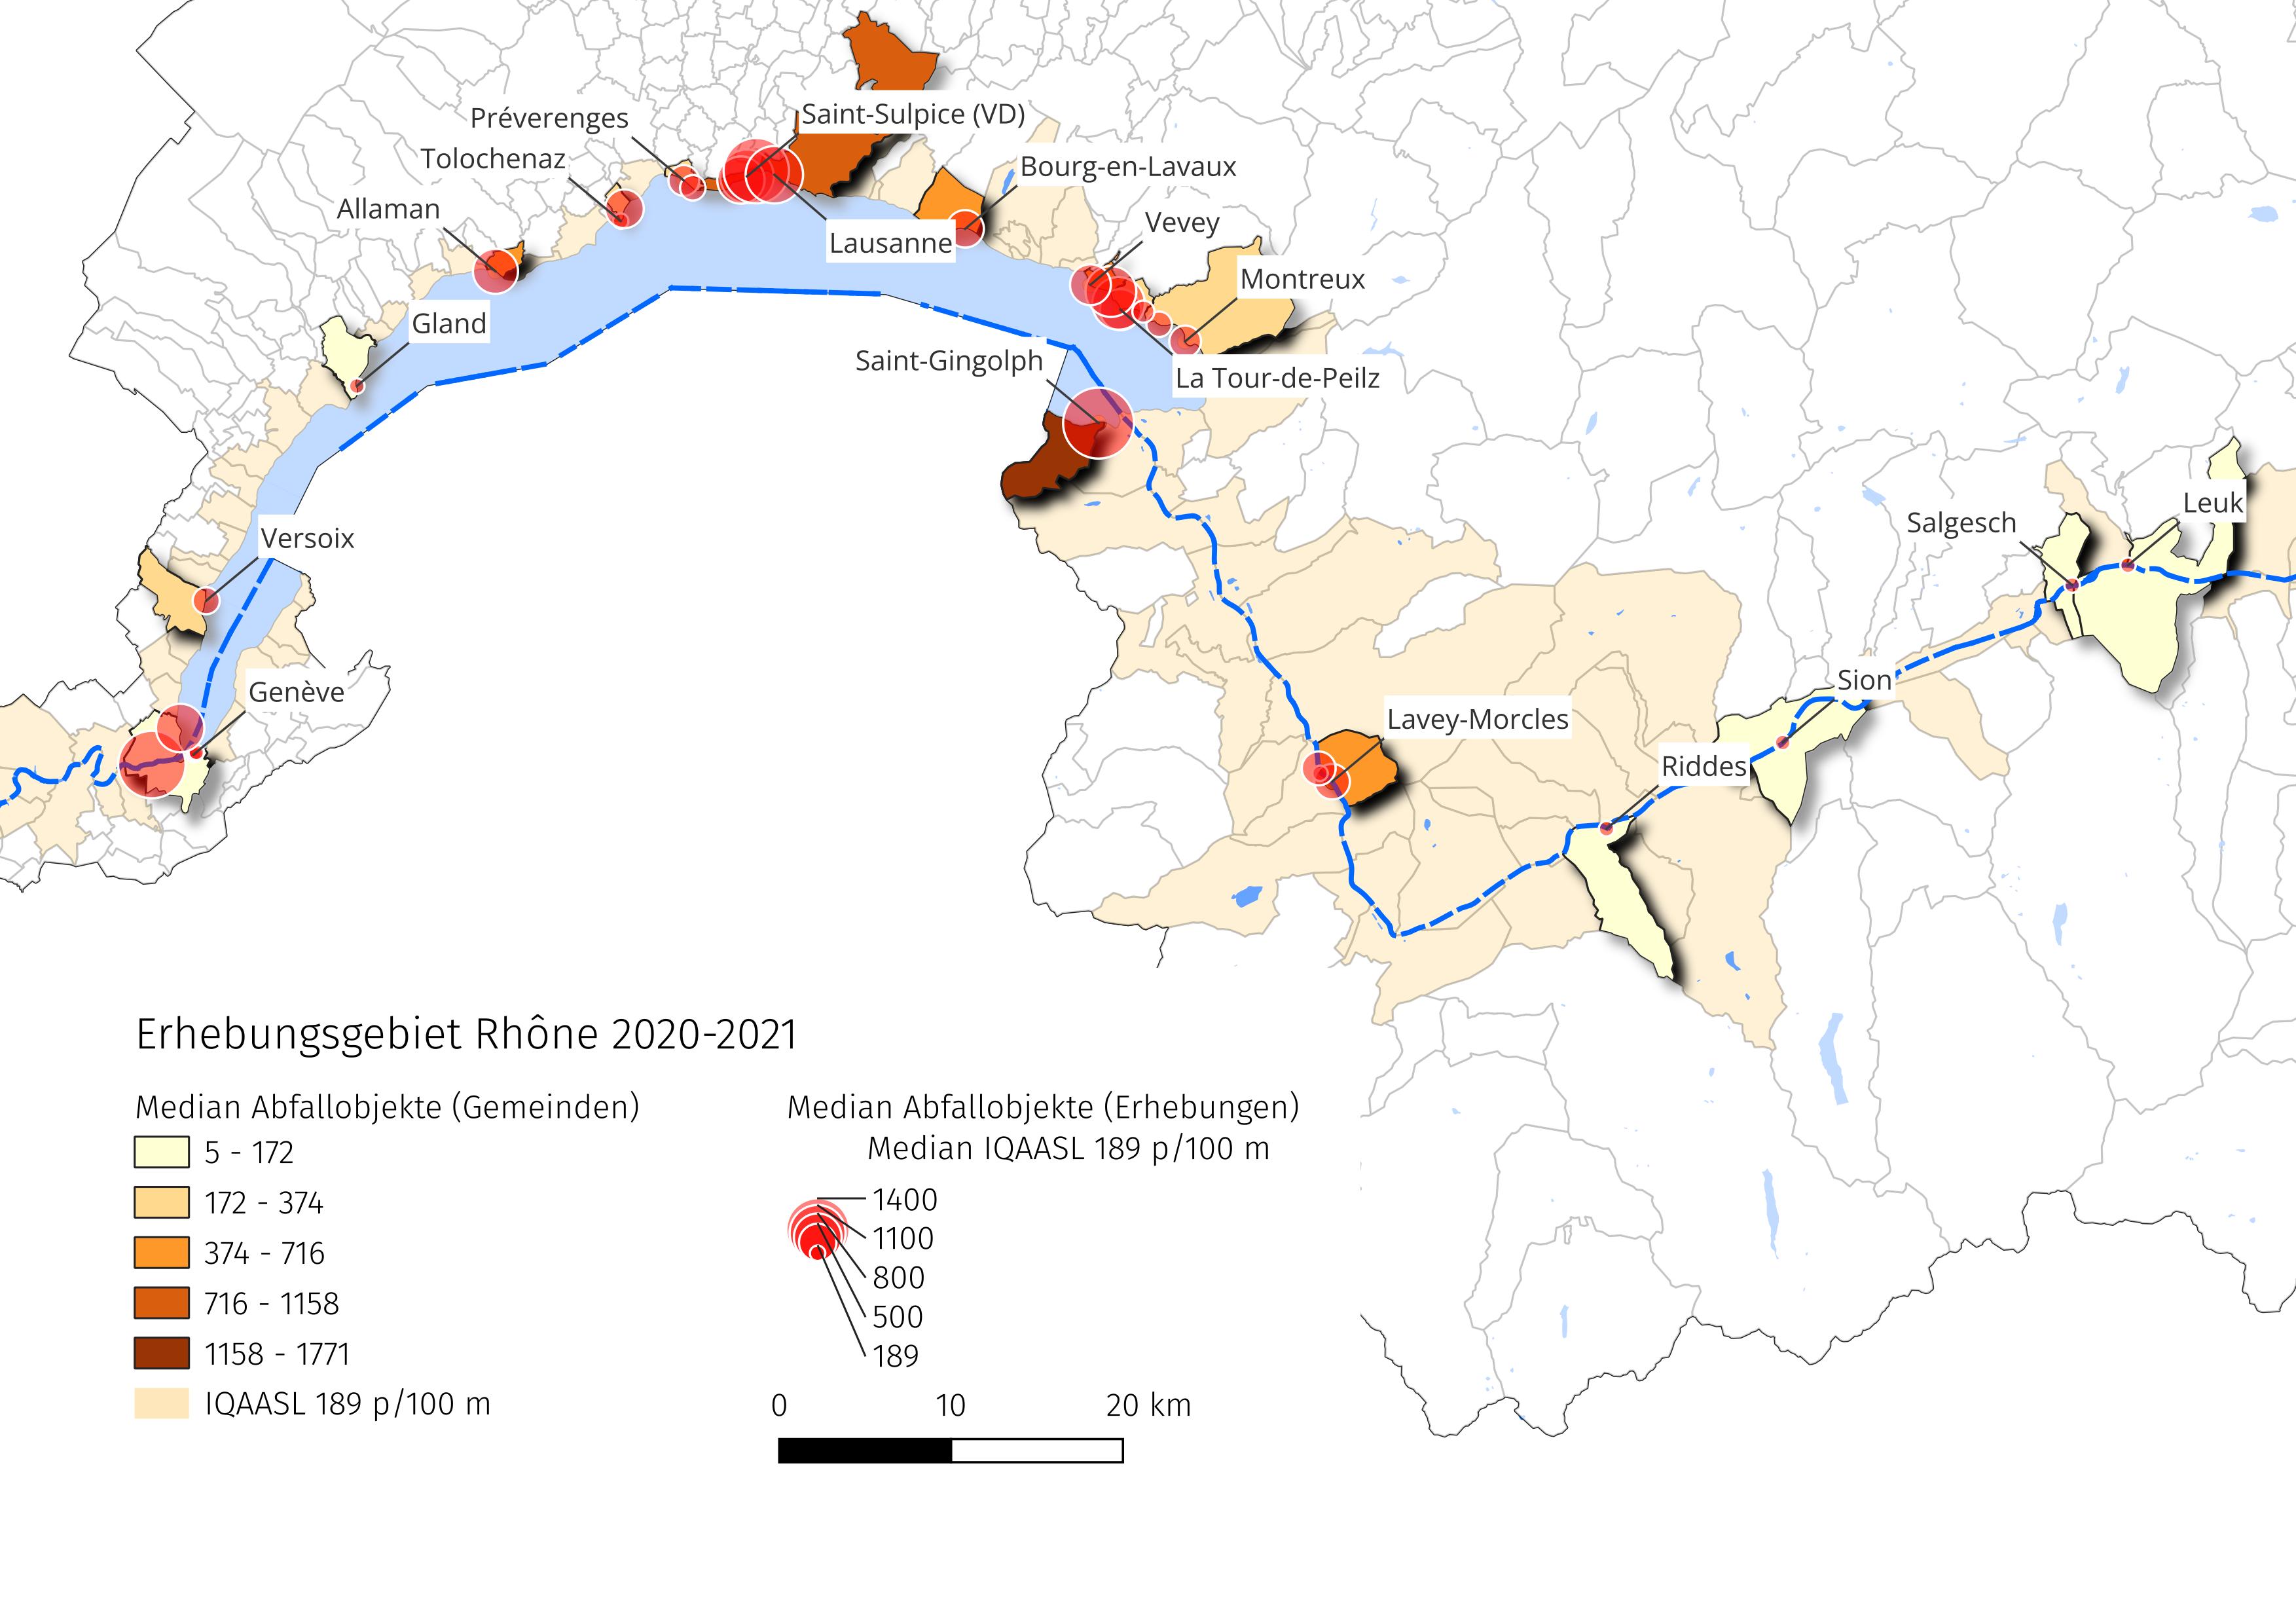 Saint-Sulpice (VD)
Préverenges
Tolochenaz
Bourg-en-Lavaux
Allaman
Vevey
Lausanne
Montreux
Gland
Saint-Gingolph
La Tour-de-Peilz
Leuk
Salgesch
Versoix
Sion
Genève
Lavey-Morcles
Riddes
Erhebungsgebiet Rhône 2020-2021
Median Abfallobjekte (Gemeinden)
5 - 172
172 - 374
374 - 716
716 - 1158
1158 - 1771
IQAASL 189 p/100 m
Median Abfallobjekte (Erhebungen)
Median IQAASL 189 p/100 m
1400
1100
800
500
189
0 10 20 km